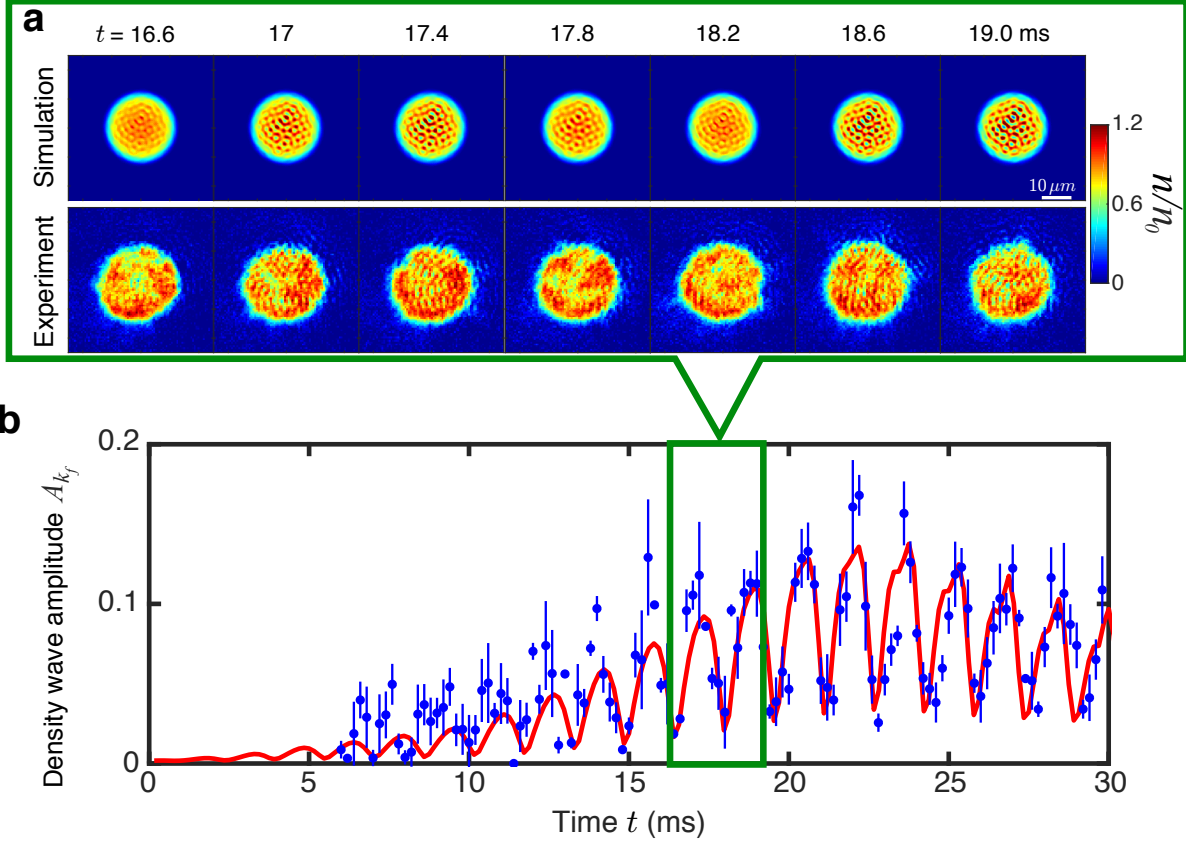 a
t = 16.6 17 17.4 17.8 18.2 18.6 19.0 ms
Simulation
10 μm
Experiment
1.2
0.6
0
n/n₀
b
Density wave amplitude A_{k_f}
0.2
0.1
0
0 5 10 15 20 25 30
Time t (ms)